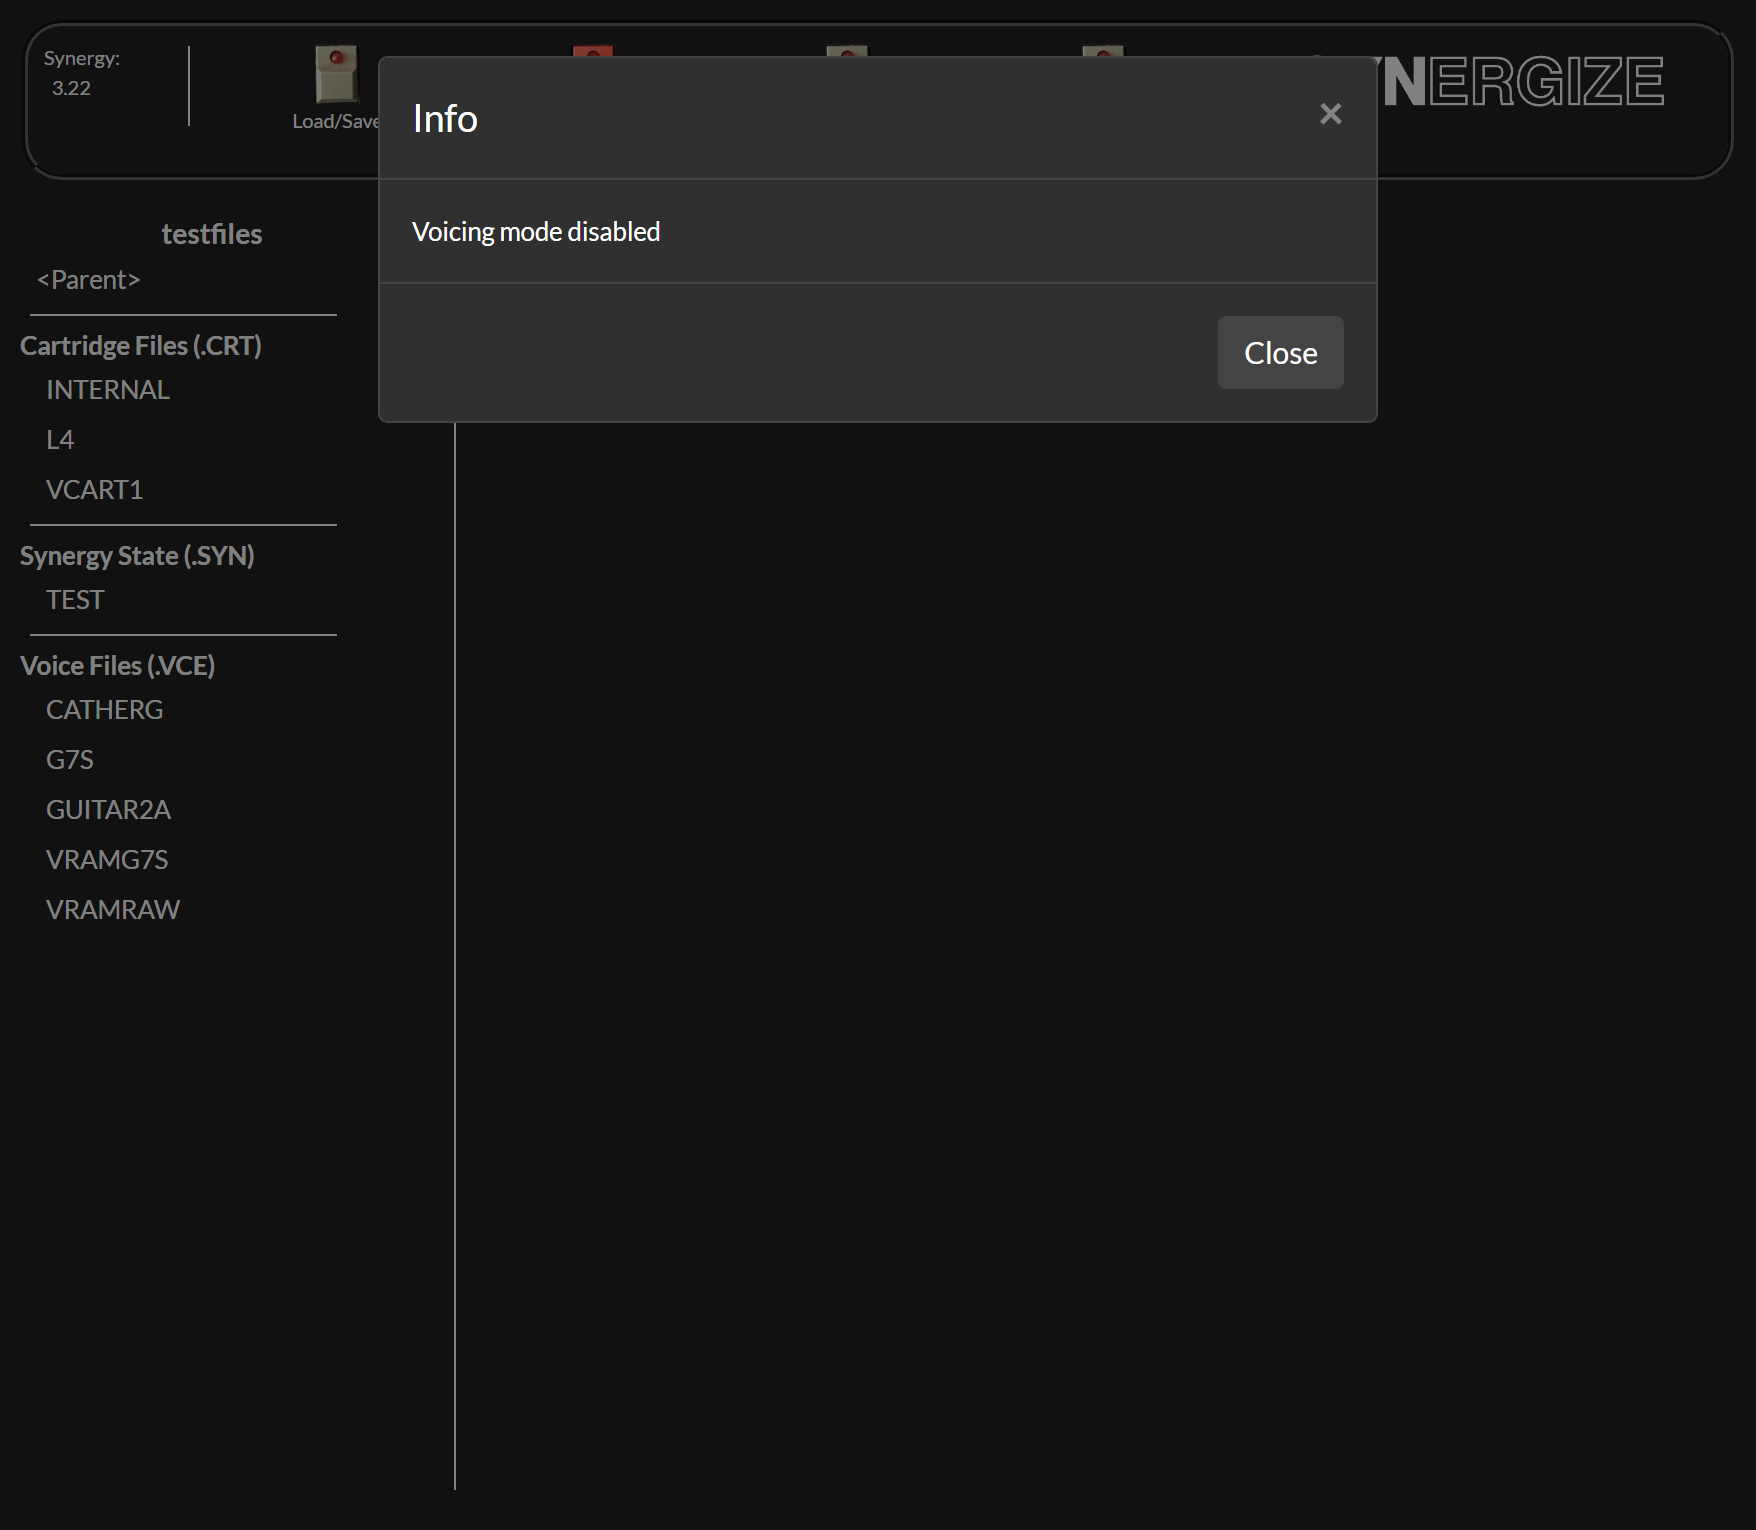 Synergy:
3.22
Load/Save
NERGIZE
Info
×
Voicing mode disabled
Close
testfiles
<Parent>
Cartridge Files (.CRT)
INTERNAL
L4
VCART1
Synergy State (.SYN)
TEST
Voice Files (.VCE)
CATHERG
G7S
GUITAR2A
VRAMG7S
VRAMRAW